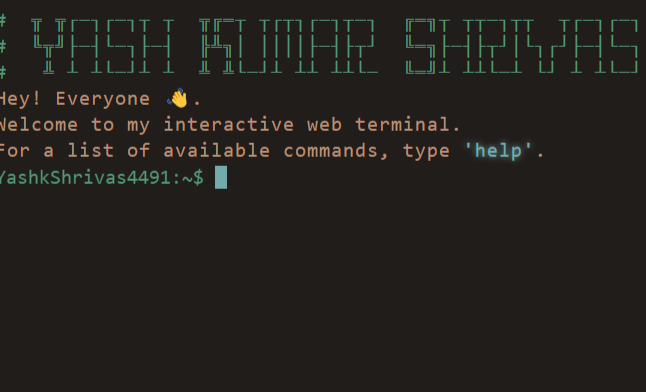 # YASH KUMAR SHRIVAS
Hey! Everyone 👋.
Welcome to my interactive web terminal.
For a list of available commands, type 'help'.
YashkShrivas4491:~$